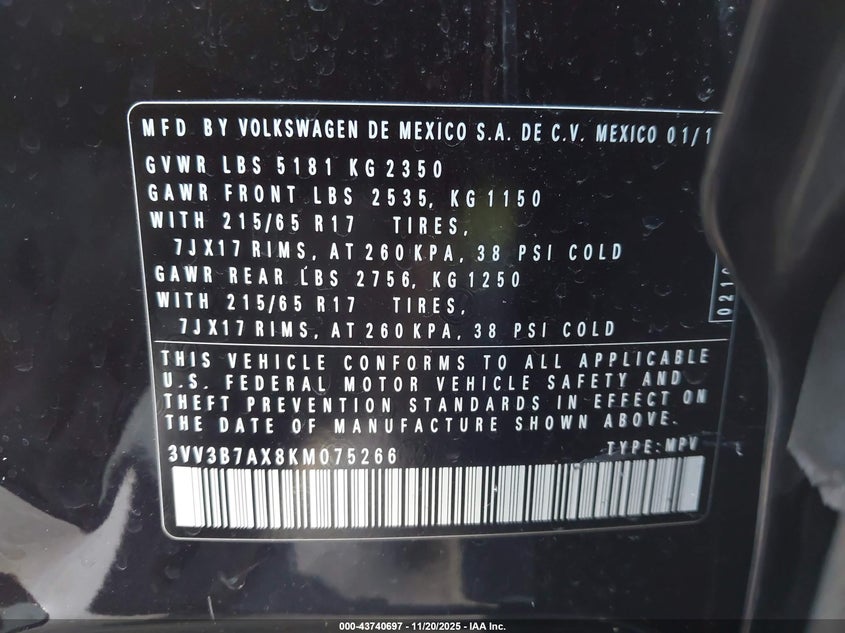 MFD BY VOLKSWAGEN DE MEXICO S.A. DE C.V. MEXICO 01/1
GVWR LBS 5181 KG 2350
GAWR FRONT LBS 2535, KG 1150
WITH 215/65 R17 TIRES,
7JX17 RIMS, AT 260 KPA, 38 PSI COLD
GAWR REAR LBS 2756, KG 1250
WITH 215/65 R17 TIRES,
7JX17 RIMS, AT 260 KPA, 38 PSI COLD
THIS VEHICLE CONFORMS TO ALL APPLICABLE
U.S. FEDERAL MOTOR VEHICLE SAFETY AND
THEFT PREVENTION STANDARDS IN EFFECT ON
THE DATE OF MANUFACTURE SHOWN ABOVE.
3VV3B7AX8KM075266 TYPE: MPV
000-43740697 - 11/20/2025 - IAA Inc.